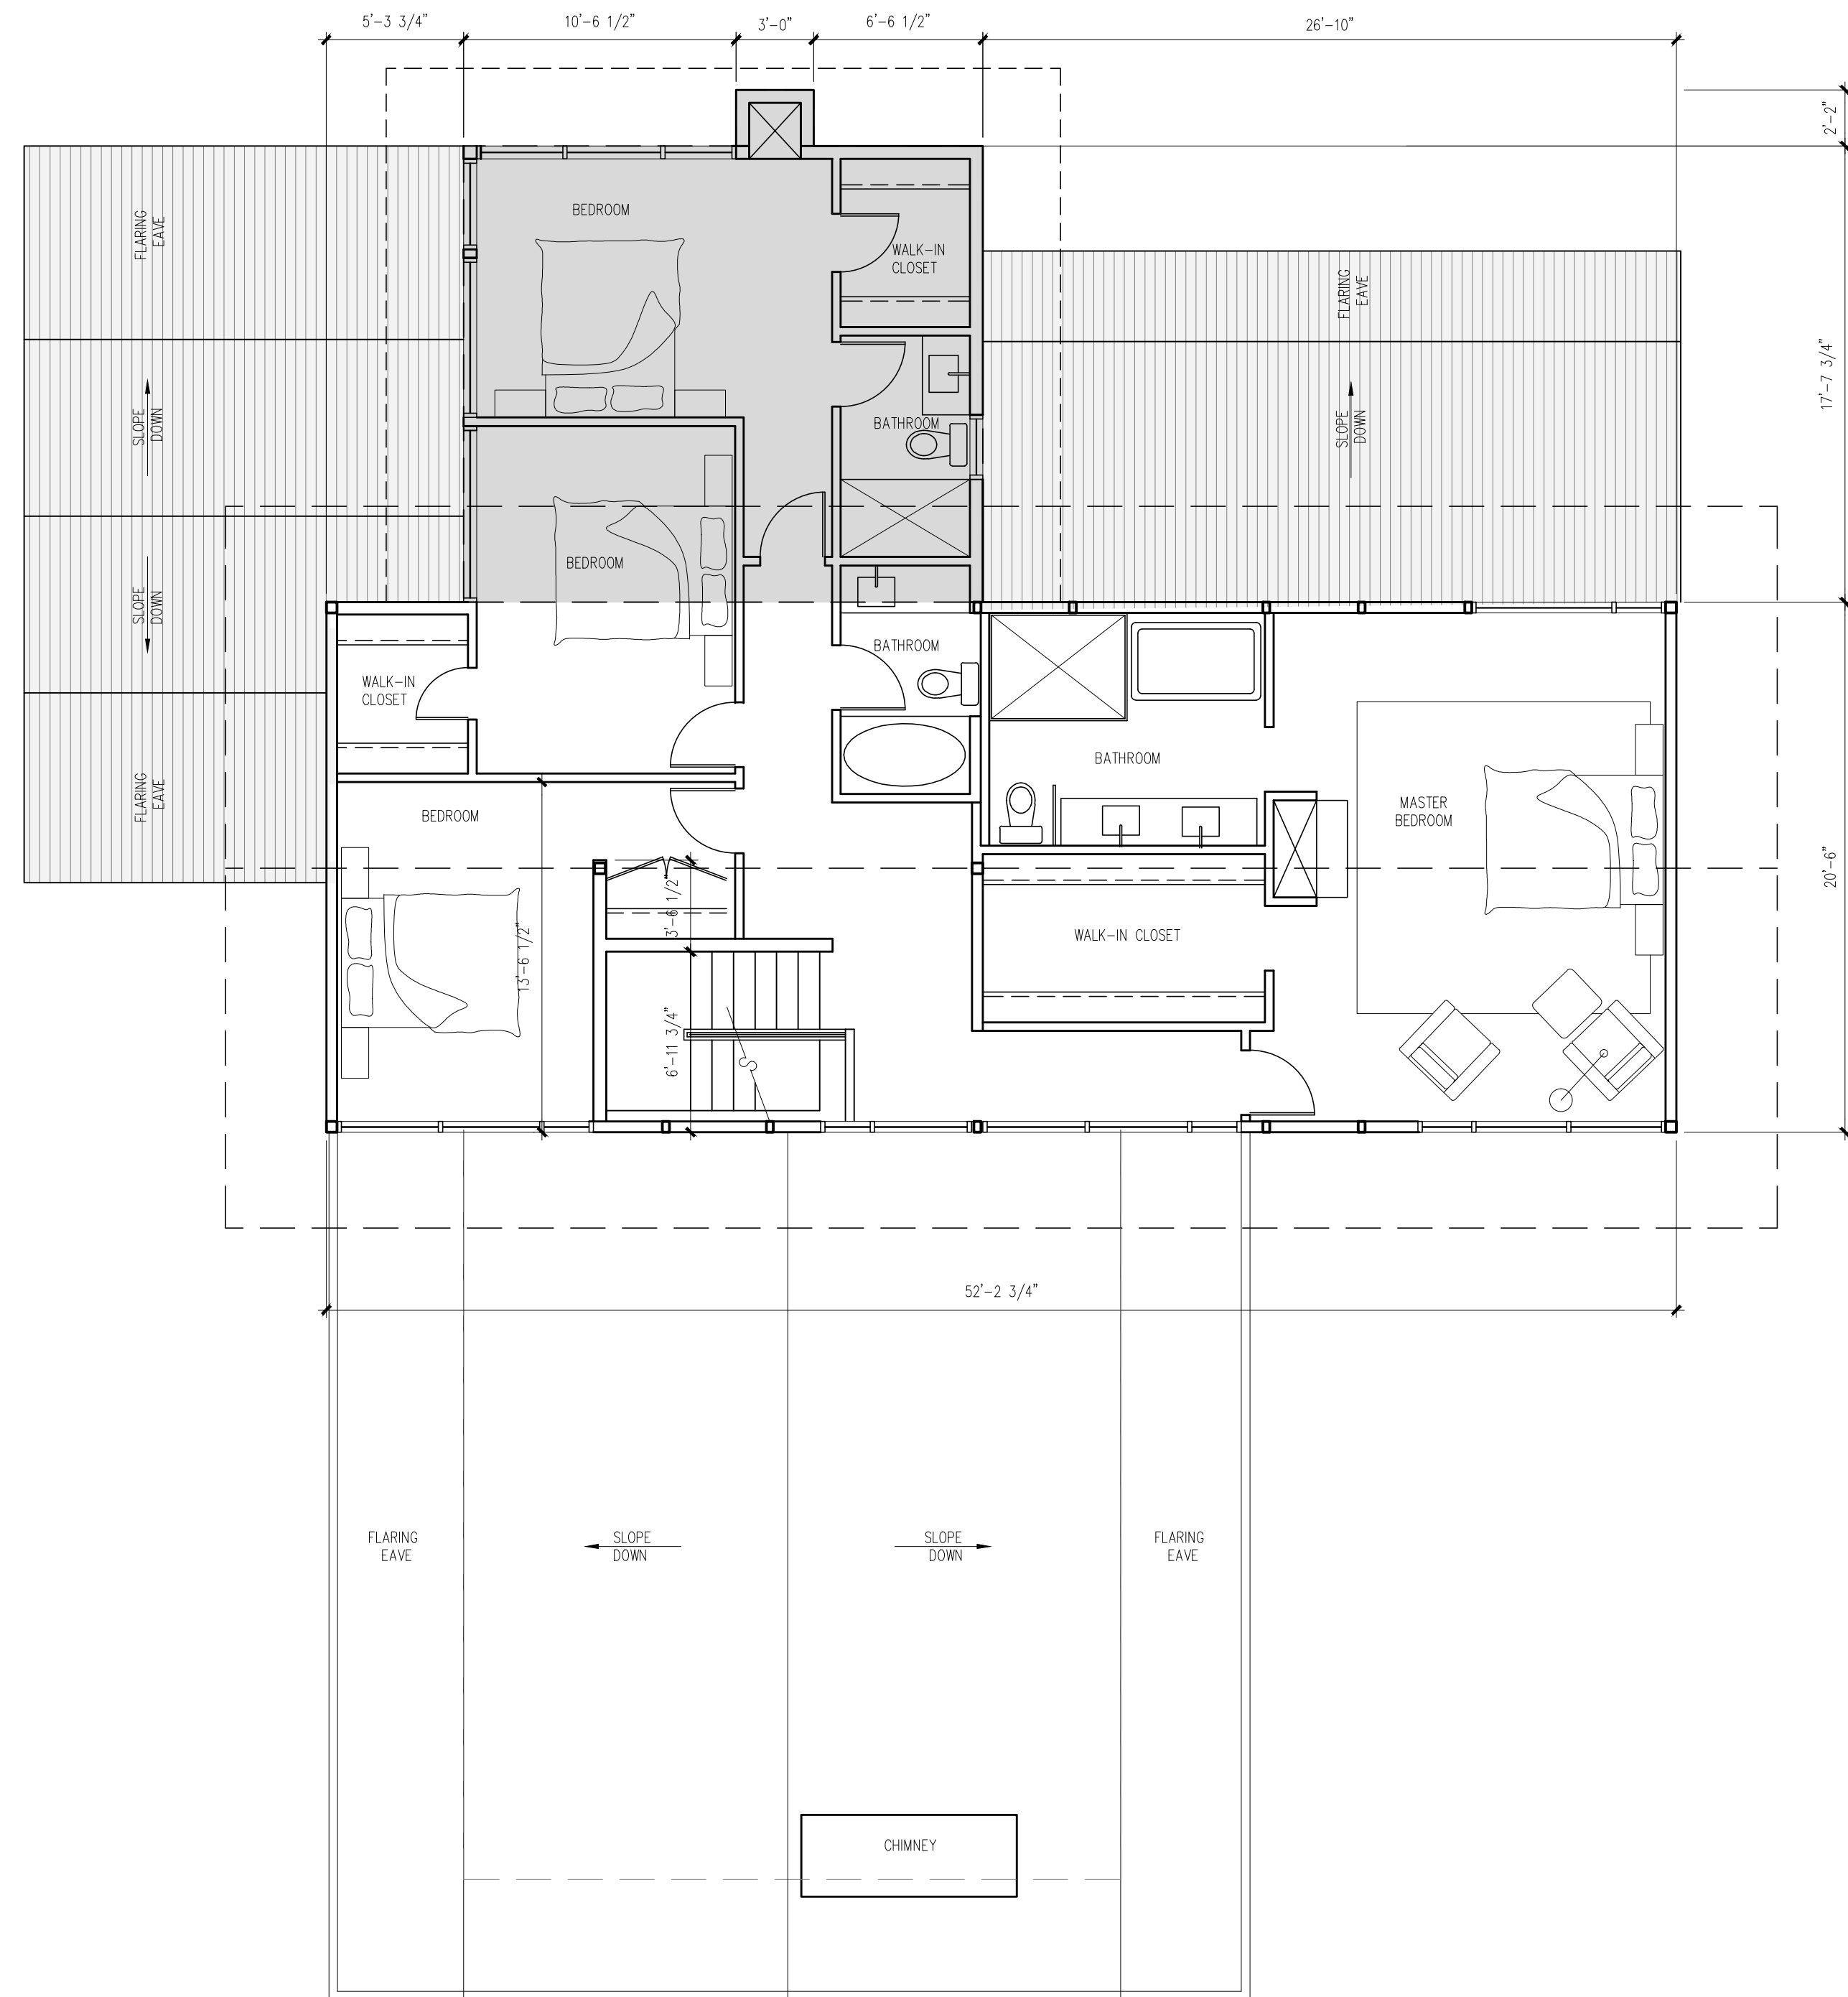 5'-3 3/4"
10'-6 1/2"
3'-0"
6'-6 1/2"
26'-10"
2'-2"
FLARING
EAVE
BEDROOM
WALK-IN
CLOSET
FLARING
EAVE
17'-7 3/4"
SLOPE
DOWN
BATHROOM
SLOPE
DOWN
SLOPE
DOWN
BEDROOM
BATHROOM
WALK-IN
CLOSET
BATHROOM
FLARING
EAVE
BEDROOM
MASTER
BEDROOM
20'-6"
3'-6 1/2"
13'-6 1/2"
WALK-IN CLOSET
6'-11 3/4"
52'-2 3/4"
FLARING
EAVE
SLOPE
DOWN
SLOPE
DOWN
FLARING
EAVE
CHIMNEY